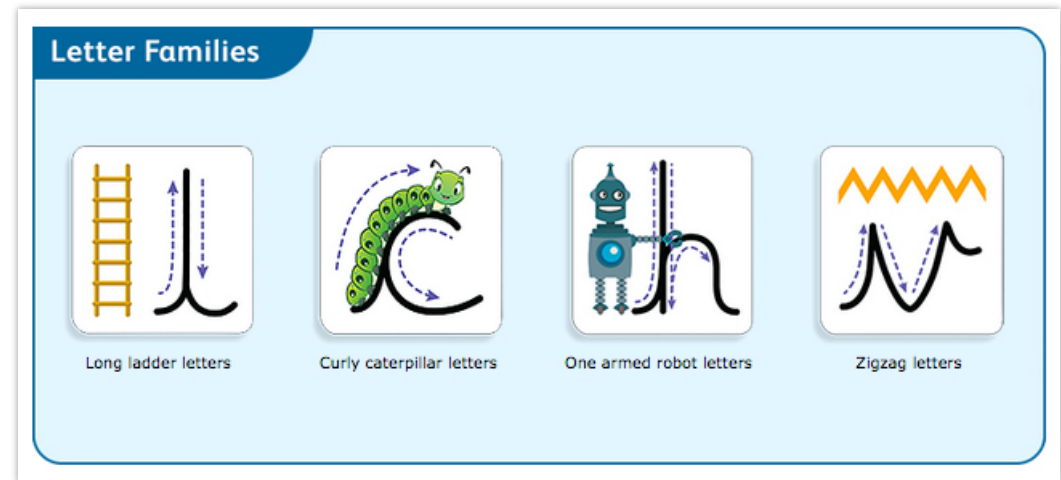 Letter Families
Long ladder letters
Curly caterpillar letters
One armed robot letters
Zigzag letters